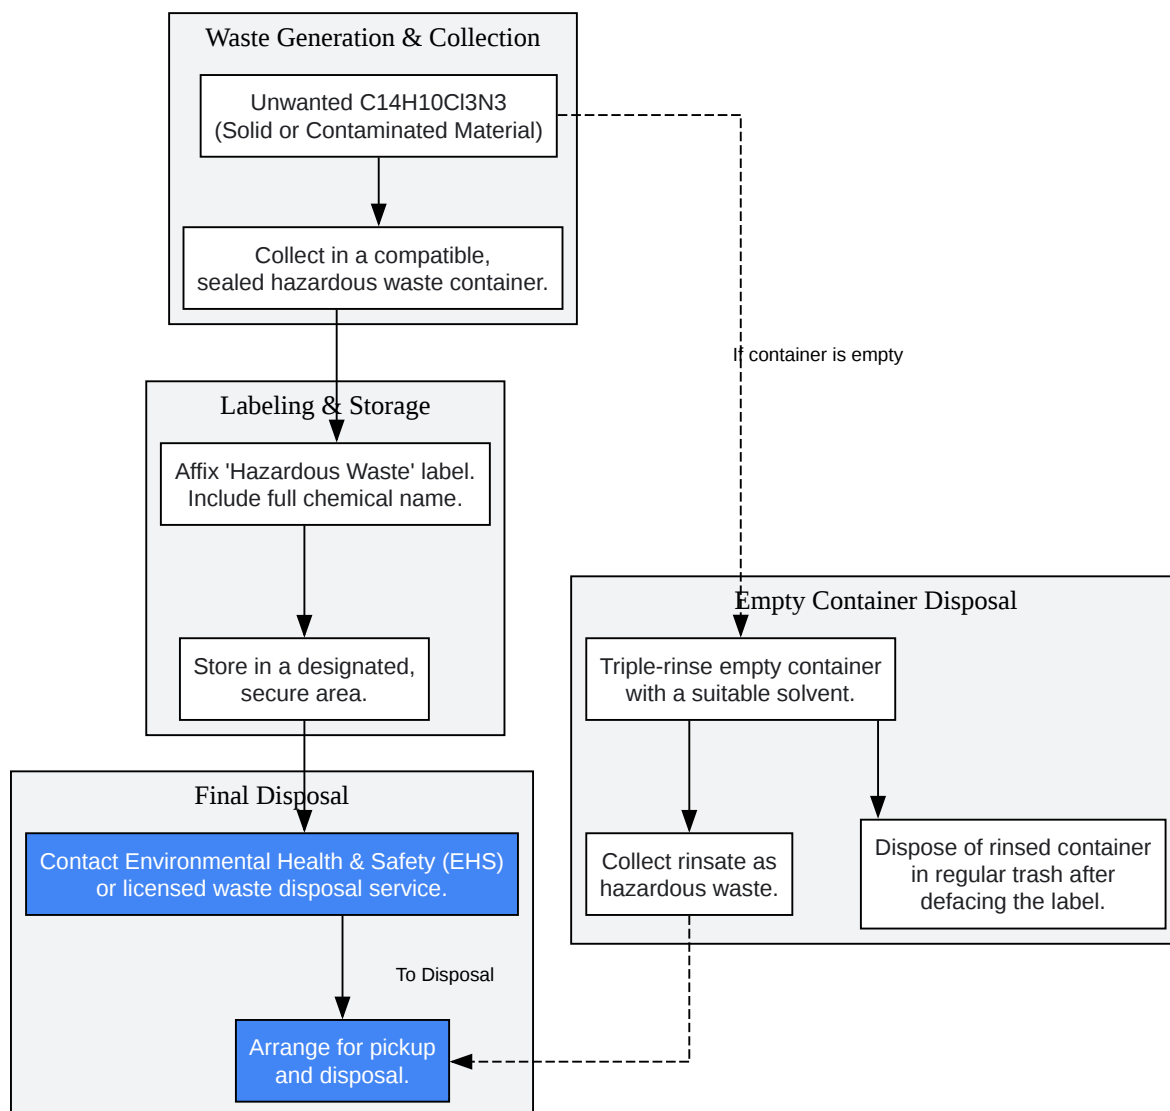 Waste Generation & Collection
Unwanted C14H10Cl3N3
(Solid or Contaminated Material)
Collect in a compatible,
sealed hazardous waste container.
If container is empty
Labeling & Storage
Affix 'Hazardous Waste' label.
Include full chemical name.
Store in a designated,
secure area.
Empty Container Disposal
Triple-rinse empty container
with a suitable solvent.
Collect rinsate as
hazardous waste.
Dispose of rinsed container
in regular trash after
defacing the label.
Final Disposal
Contact Environmental Health & Safety (EHS)
or licensed waste disposal service.
To Disposal
Arrange for pickup
and disposal.